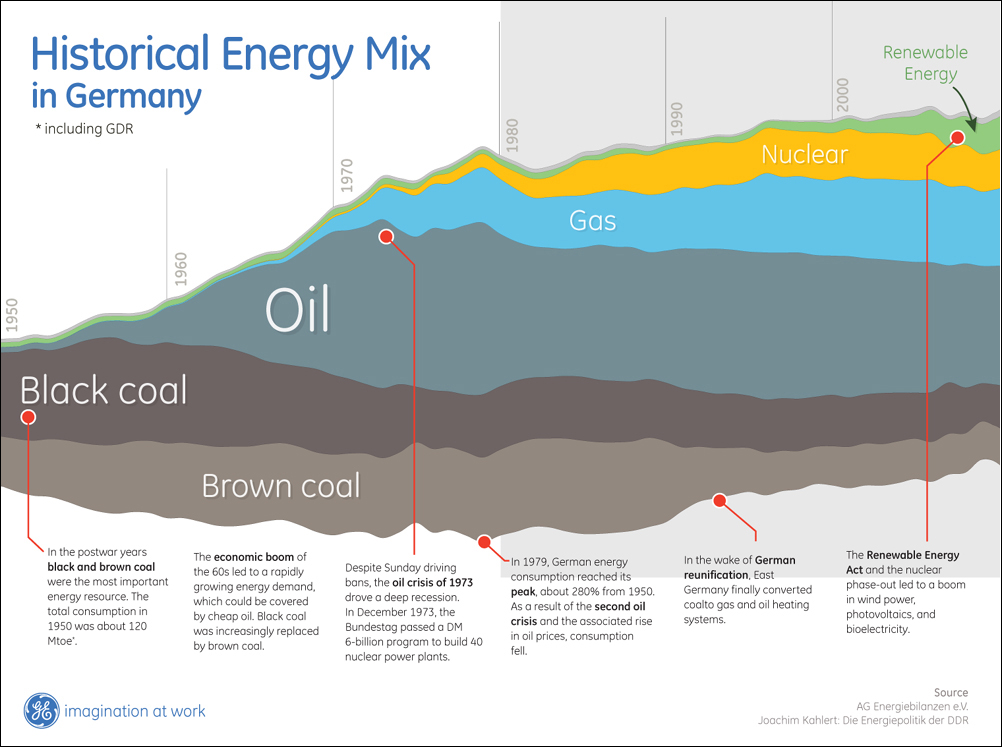 Historical Energy Mix
in Germany
* including GDR
Renewable
Energy
1950
1960
1970
1980
1990
2000
Nuclear
Gas
Oil
Black coal
Brown coal
In the postwar years
black and brown coal
were the most important
energy resource. The
total consumption in
1950 was about 120
Mtoe*.
The economic boom of
the 60s led to a rapidly
growing energy demand,
which could be covered
by cheap oil. Black coal
was increasingly replaced
by brown coal.
Despite Sunday driving
bans, the oil crisis of 1973
drove a deep recession.
In December 1973, the
Bundestag passed a DM
6-billion program to build 40
nuclear power plants.
In 1979, German energy
consumption reached its
peak, about 280% from 1950.
As a result of the second oil
crisis and the associated rise
in oil prices, consumption
fell.
In the wake of German
reunification, East
Germany finally converted
coalto gas and oil heating
systems.
The Renewable Energy
Act and the nuclear
phase-out led to a boom
in wind power,
photovoltaics, and
bioelectricity.
GE
imagination at work
Source
AG Energiebilanzen e.V.
Joachim Kahlert: Die Energiepolitik der DDR